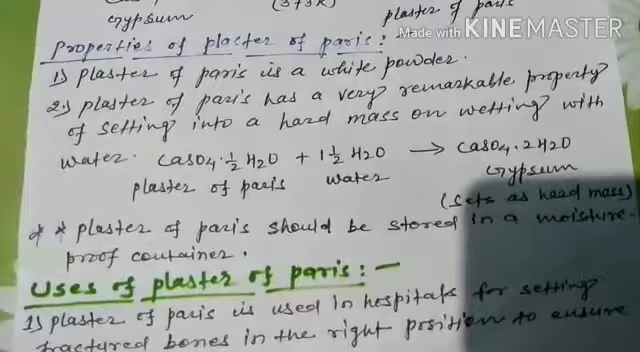 Gypsum (373K) plaster of paris
Made with KINEMASTER
Properties of plaster of paris :-
1) plaster of paris is a white powder.
2) plaster of paris has a very remarkable property
of setting into a hard mass on wetting with
water. CaSO4.½H2O + 1½H2O → CaSO4.2H2O
plaster of paris water Gypsum
(sets as hard mass)
** plaster of paris should be stored in a moisture-
proof container.
Uses of plaster of paris :-
1) plaster of paris is used in hospitals for setting
fractured bones in the right position to ensure